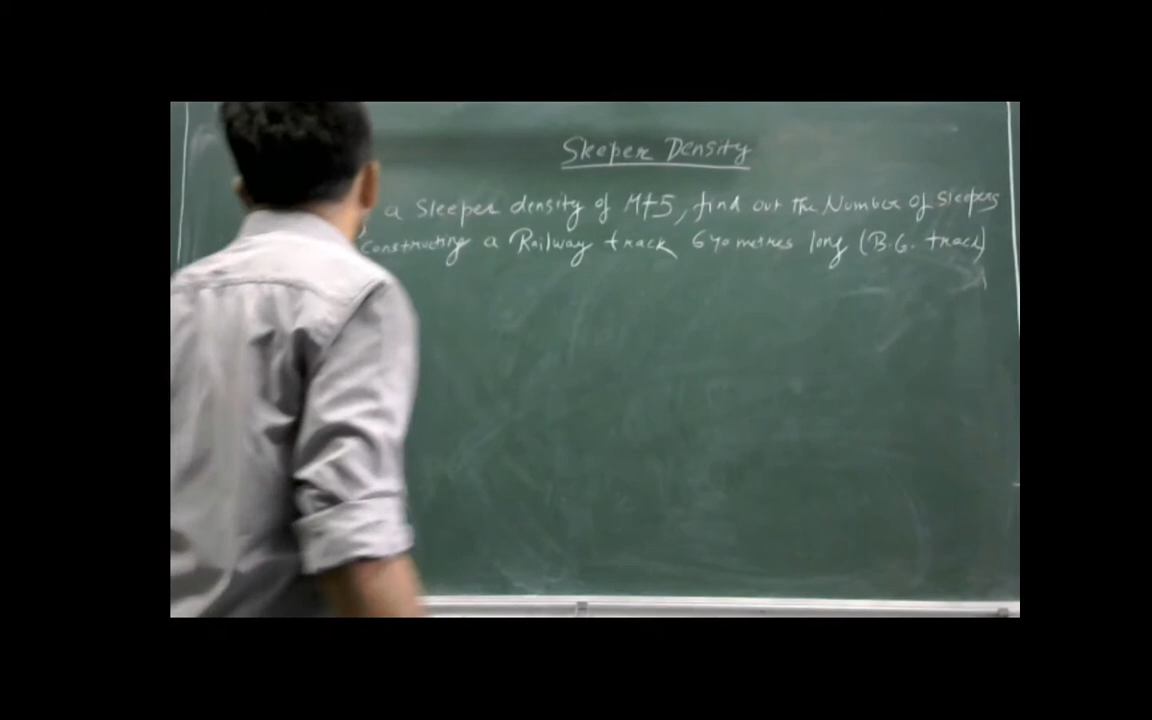 Sleeper Density
a sleeper density of M+5, find out the Number of sleepers
Constructing a Railway track 640 metres long (B.G. track)